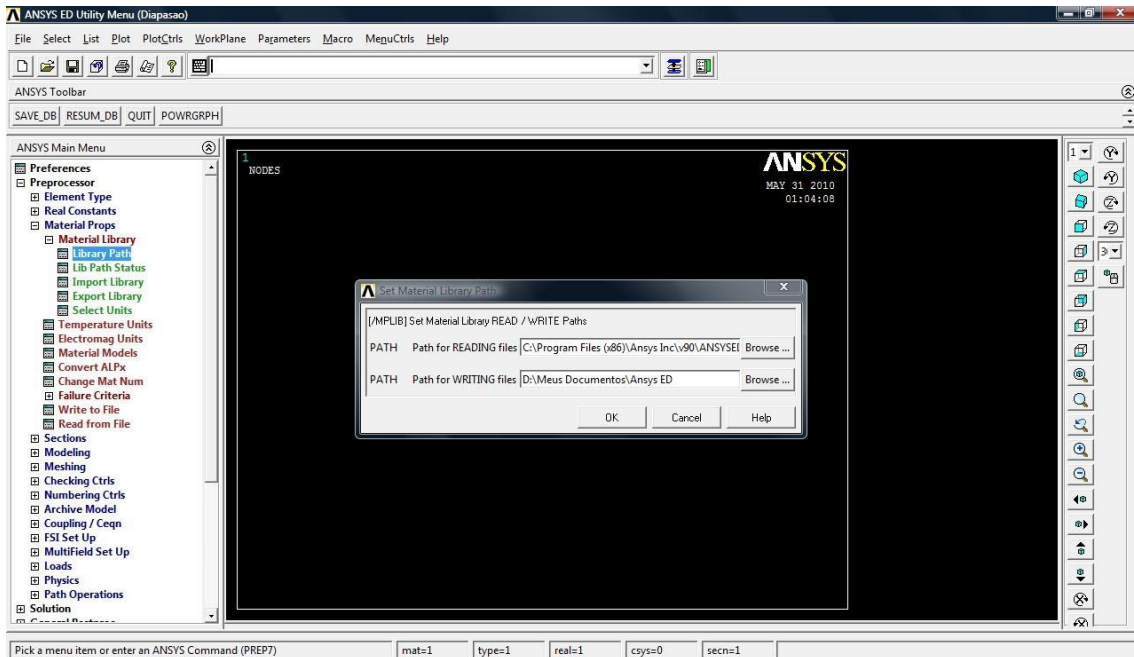 ANSYS ED Utility Menu (Diapasao)
File Select List Plot PlotCtrls WorkPlane Parameters Macro MenuCtrls Help
ANSYS Toolbar
SAVE_DB RESUM_DB QUIT POWRGRPH
ANSYS Main Menu
Preferences
Preprocessor
Element Type
Real Constants
Material Props
Material Library
Library Path
Lib Path Status
Import Library
Export Library
Select Units
Temperature Units
Electromag Units
Material Models
Convert ALPx
Change Mat Num
Failure Criteria
Write to File
Read from File
Sections
Modeling
Meshing
Checking Ctrls
Numbering Ctrls
Archive Model
Coupling / Ceqn
FSI Set Up
MultiField Set Up
Loads
Physics
Path Operations
Solution
1
NODES
ANSYS
MAY 31 2010
01:04:08
Set Material Library Path
[/MPLIB] Set Material Library READ / WRITE Paths
PATH Path for READING files C:\Program Files (x86)\Ansys Inc\v90\ANSYSEI Browse ...
PATH Path for WRITING files D:\Meus Documentos\Ansys ED Browse ...
OK Cancel Help
1
3
Pick a menu item or enter an ANSYS Command (PREP7) mat=1 type=1 real=1 csys=0 secn=1